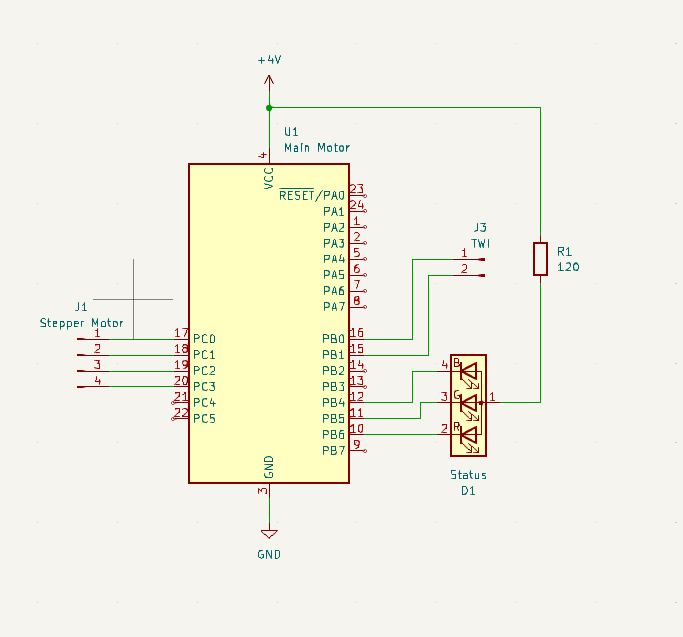 +4V
U1
Main Motor
4
VCC
RESET/PA0 23
PA1 24
PA2 1
PA3 2
PA4 5
PA5 6
PA6 7
PA7 8
J3
TWI
1
2
R1
120
J1
Stepper Motor
1 17 PC0
2 18 PC1
3 19 PC2
4 20 PC3
21 PC4
22 PC5
PB0 16
PB1 15
PB2 14
PB3 13
PB4 12
PB5 11
PB6 10
PB7 9
4 B
3 G 1
2 R
Status
D1
GND
3
GND